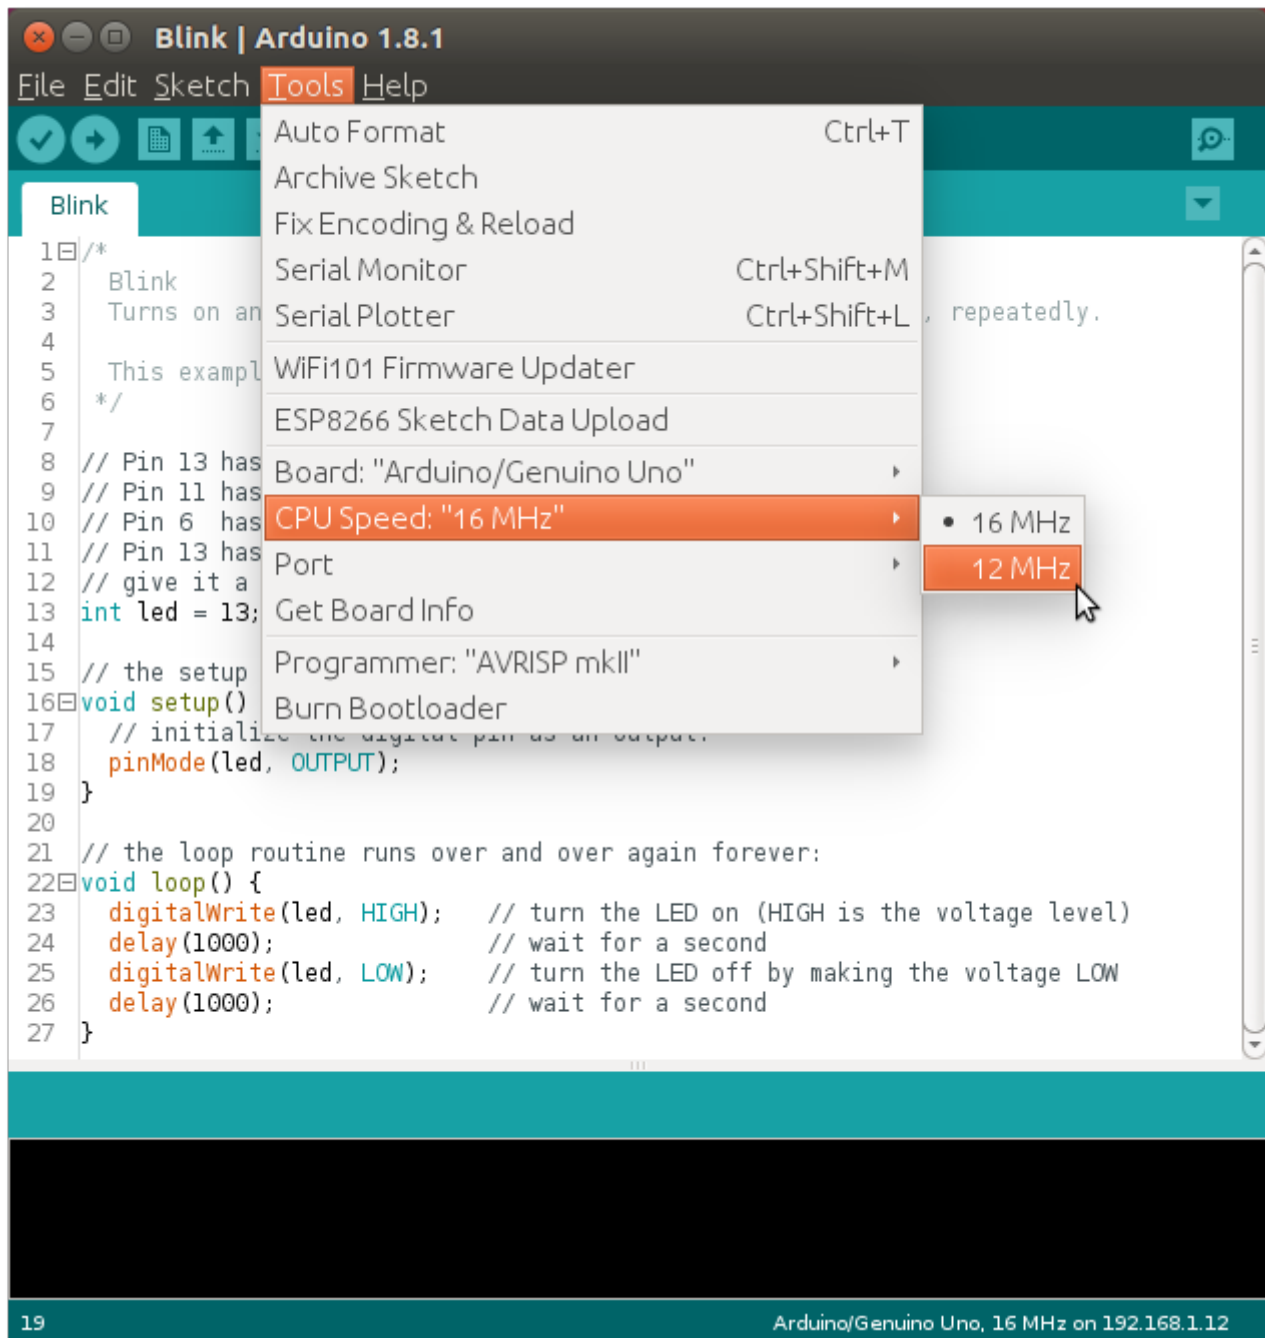 Blink | Arduino 1.8.1
File Edit Sketch Tools Help
Auto Format Ctrl+T
Archive Sketch
Fix Encoding & Reload
Serial Monitor Ctrl+Shift+M
Serial Plotter Ctrl+Shift+L
WiFi101 Firmware Updater
ESP8266 Sketch Data Upload
Board: "Arduino/Genuino Uno"
CPU Speed: "16 MHz"
Port
Get Board Info
Programmer: "AVRISP mkII"
Burn Bootloader
16 MHz
12 MHz
Blink
1 /*
2 Blink
3 Turns on an , repeatedly.
4
5 This exampl
6 */
7
8 // Pin 13 has
9 // Pin 11 has
10 // Pin 6 has
11 // Pin 13 has
12 // give it a
13 int led = 13;
14
15 // the setup
16 void setup()
17 // initialize the digital pin as an output.
18 pinMode(led, OUTPUT);
19 }
20
21 // the loop routine runs over and over again forever:
22 void loop() {
23 digitalWrite(led, HIGH); // turn the LED on (HIGH is the voltage level)
24 delay(1000); // wait for a second
25 digitalWrite(led, LOW); // turn the LED off by making the voltage LOW
26 delay(1000); // wait for a second
27 }
19 Arduino/Genuino Uno, 16 MHz on 192.168.1.12